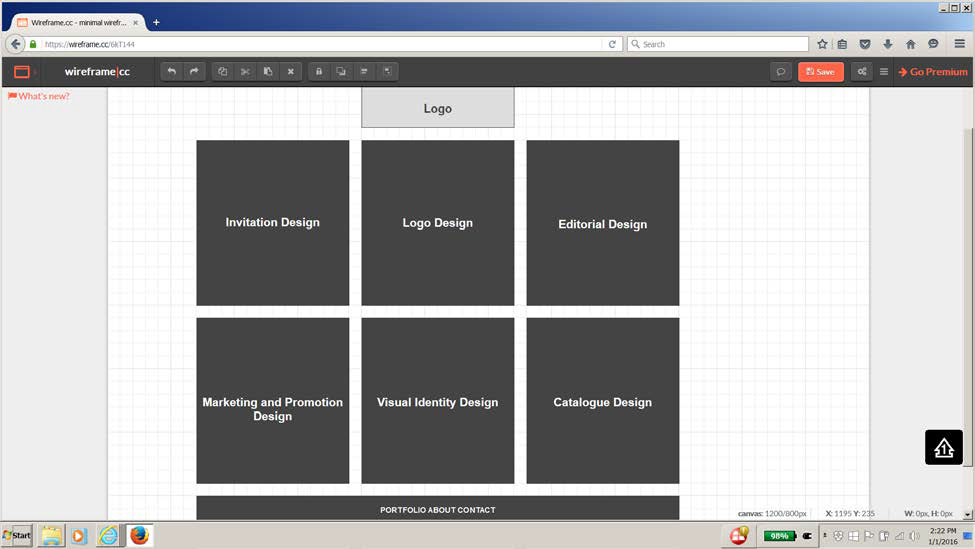 Wireframe.cc - minimal wirefr...
https://wireframe.cc/6kT144
Search
wireframe|cc
Save
Go Premium
What's new?
Logo
Invitation Design
Logo Design
Editorial Design
Marketing and Promotion
Design
Visual Identity Design
Catalogue Design
PORTFOLIO ABOUT CONTACT
canvas: 1200/800px X: 1195 Y: 235 W: 0px, H: 0px
Start
98%
2:22 PM
1/1/2016